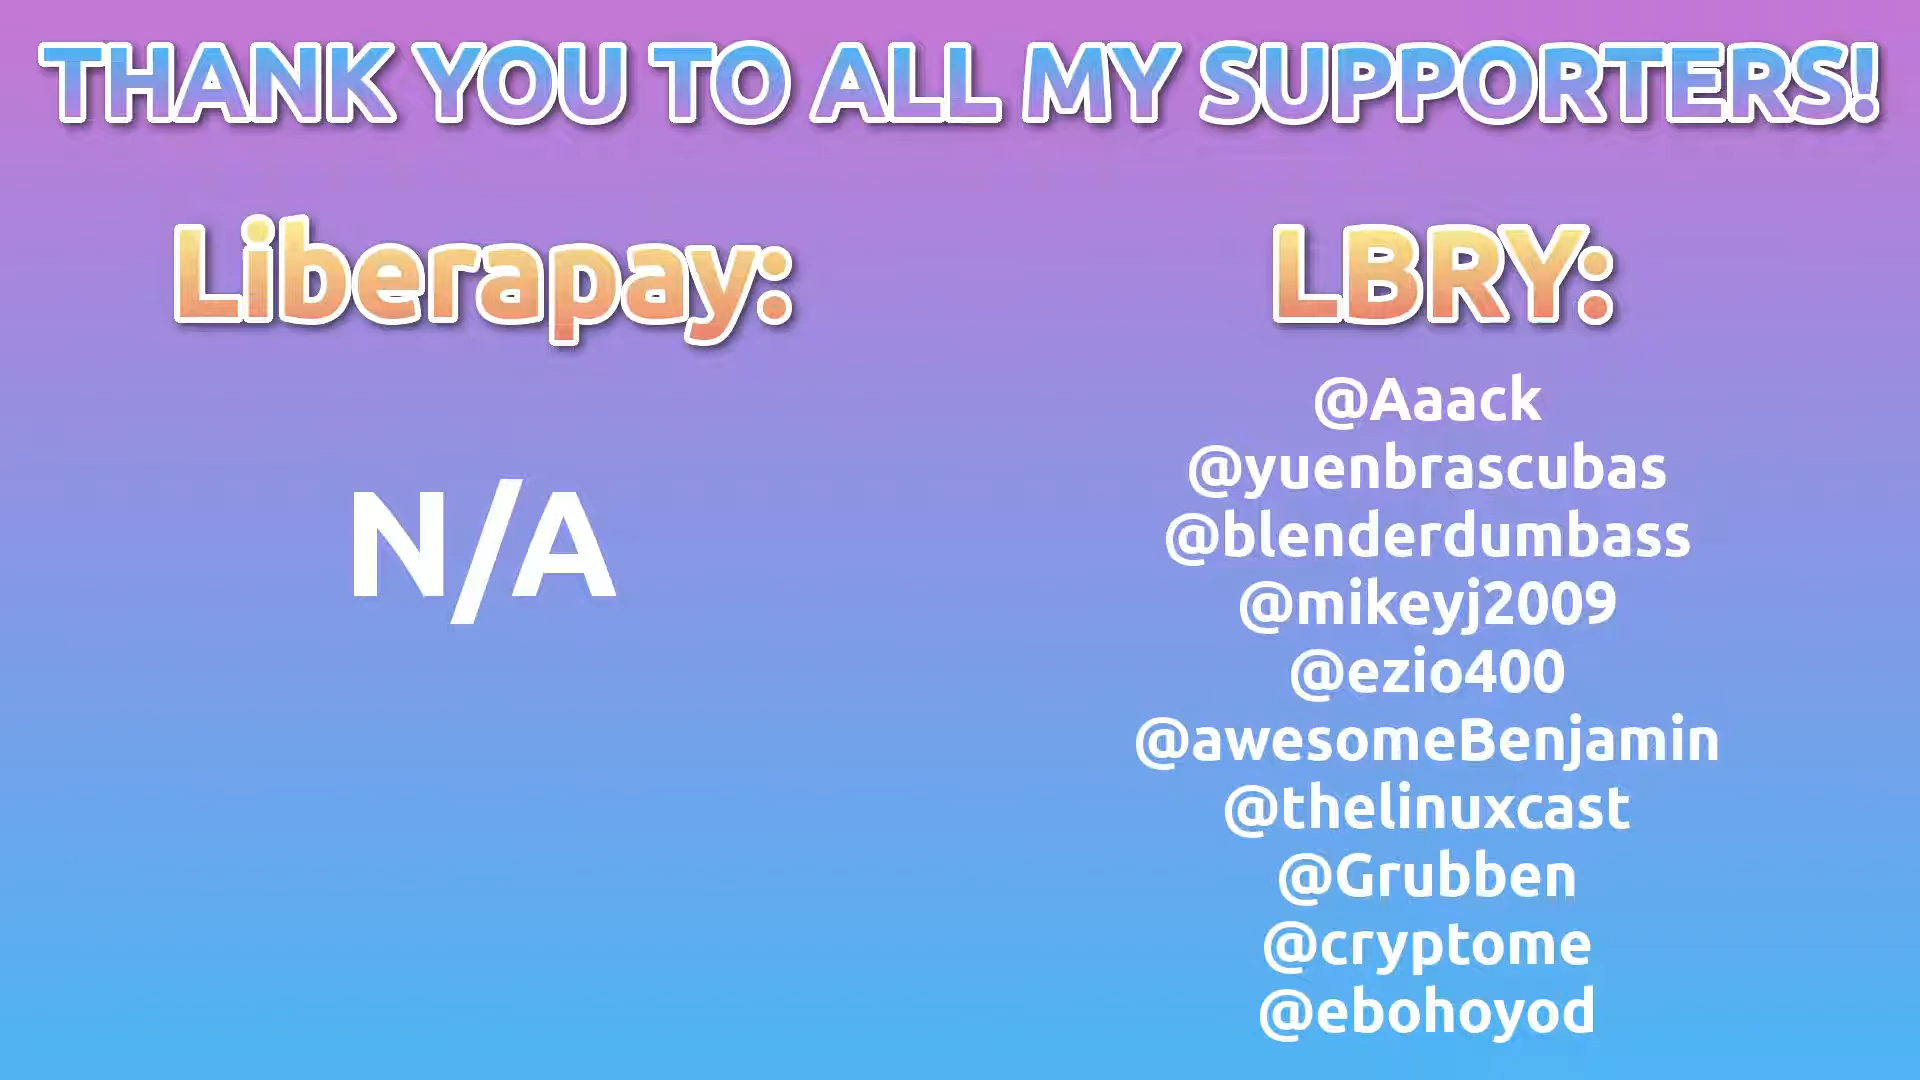 THANK YOU TO ALL MY SUPPORTERS!
Liberapay:
N/A
LBRY:
@Aaack
@yuenbrascubas
@blenderdumbass
@mikeyj2009
@ezio400
@awesomeBenjamin
@thelinuxcast
@Grubben
@cryptome
@ebohoyod